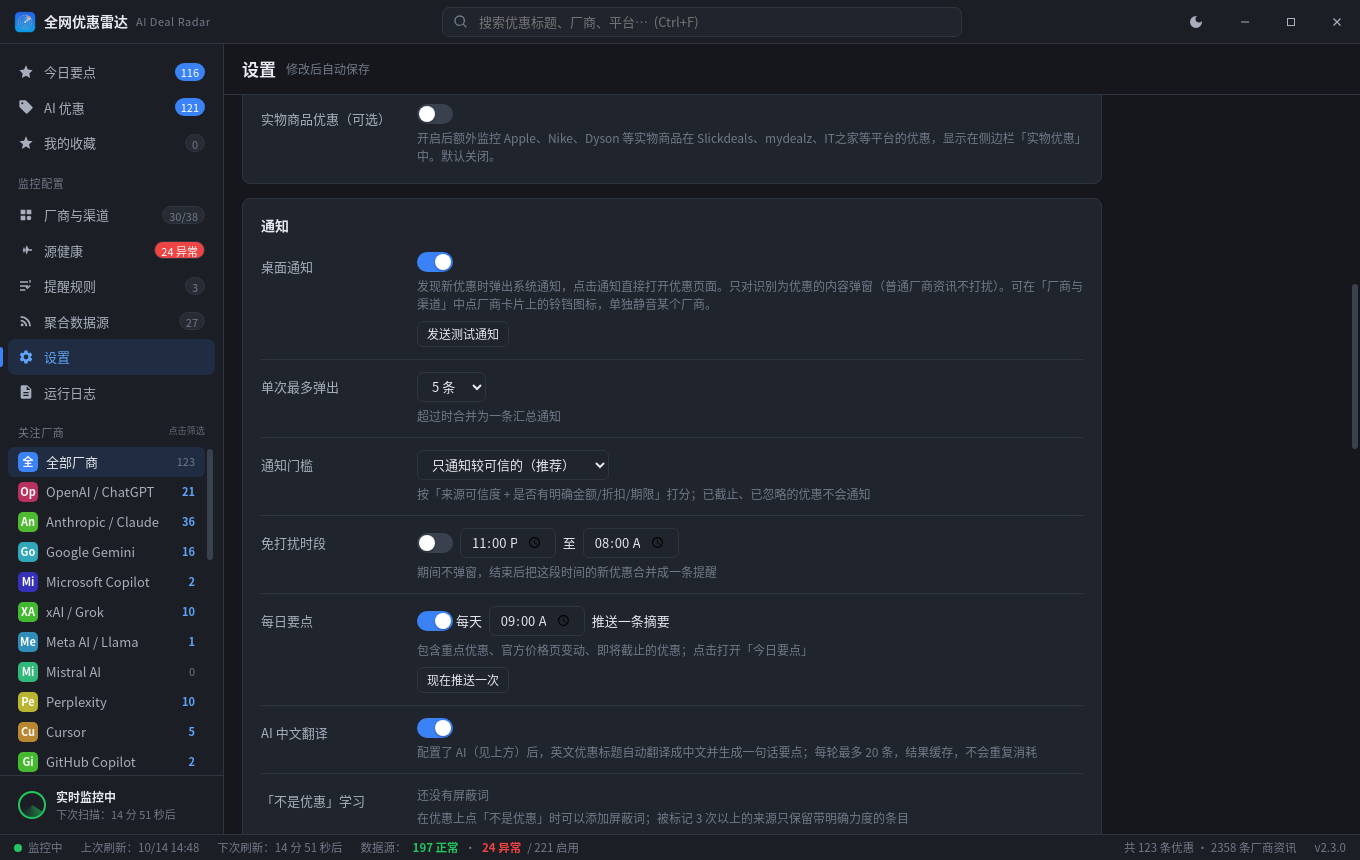 全网优惠雷达 AI Deal Radar
搜索优惠标题、厂商、平台… (Ctrl+F)
今日要点 116
AI 优惠 121
我的收藏 0
监控配置
厂商与渠道 30/38
源健康 24 异常
提醒规则 3
聚合数据源 27
设置
运行日志
关注厂商 点击筛选
全 全部厂商 123
Op OpenAI / ChatGPT 21
An Anthropic / Claude 36
Go Google Gemini 16
Mi Microsoft Copilot 2
XA xAI / Grok 10
Me Meta AI / Llama 1
Mi Mistral AI 0
Pe Perplexity 10
Cu Cursor 5
Gi GitHub Copilot 2
实时监控中
下次扫描：14 分 51 秒后
设置 修改后自动保存
实物商品优惠（可选）
开启后额外监控 Apple、Nike、Dyson 等实物商品在 Slickdeals、mydealz、IT之家等平台的优惠，显示在侧边栏「实物优惠」
中。默认关闭。
通知
桌面通知
发现新优惠时弹出系统通知，点击通知直接打开优惠页面。只对识别为优惠的内容弹窗（普通厂商资讯不打扰）。可在「厂商与
渠道」中点厂商卡片上的铃铛图标，单独静音某个厂商。
发送测试通知
单次最多弹出 5 条
超过时合并为一条汇总通知
通知门槛 只通知较可信的（推荐）
按「来源可信度 + 是否有明确金额/折扣/期限」打分；已截止、已忽略的优惠不会通知
免打扰时段 11:00 P 至 08:00 A
期间不弹窗，结束后把这段时间的新优惠合并成一条提醒
每日要点 每天 09:00 A 推送一条摘要
包含重点优惠、官方价格页变动、即将截止的优惠；点击打开「今日要点」
现在推送一次
AI 中文翻译
配置了 AI（见上方）后，英文优惠标题自动翻译成中文并生成一句话要点；每轮最多 20 条，结果缓存，不会重复消耗
「不是优惠」学习 还没有屏蔽词
在优惠上点「不是优惠」时可以添加屏蔽词；被标记 3 次以上的来源只保留带明确力度的条目
监控中 上次刷新：10/14 14:48 下次刷新：14 分 51 秒后 数据源： 197 正常 · 24 异常 / 221 启用 共 123 条优惠 · 2358 条厂商资讯 v2.3.0